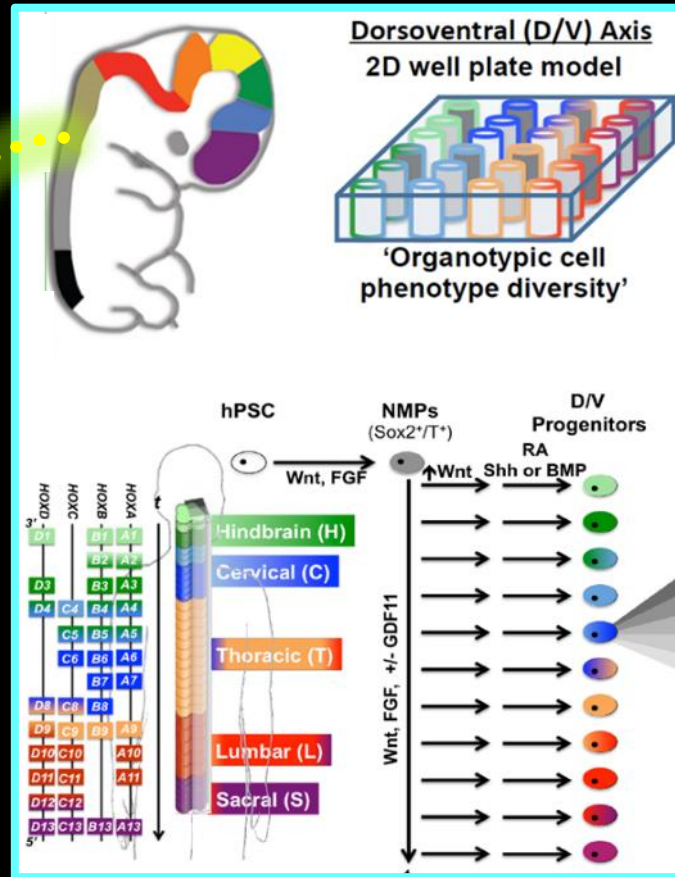 Dorsoventral (D/V) Axis
2D well plate model
‘Organotypic cell
phenotype diversity’
hPSC
NMPs
(Sox2⁺/T⁺)
D/V
Progenitors
Wnt, FGF
↑Wnt
RA
Shh or BMP
Wnt, FGF, +/- GDF11
HOXD HOXC HOXB HOXA
t
3'
D1 B1 A1
B2 A2
D3 B3 A3
D4 C4 B4 A4
C5 B5 A5
C6 B6 A6
B7 A7
D8 C8 B8
D9 C9 B9 A9
D10 C10 A10
D11 C11 A11
D12 C12
D13 C13 B13 A13
5'
Hindbrain (H)
Cervical (C)
Thoracic (T)
Lumbar (L)
Sacral (S)